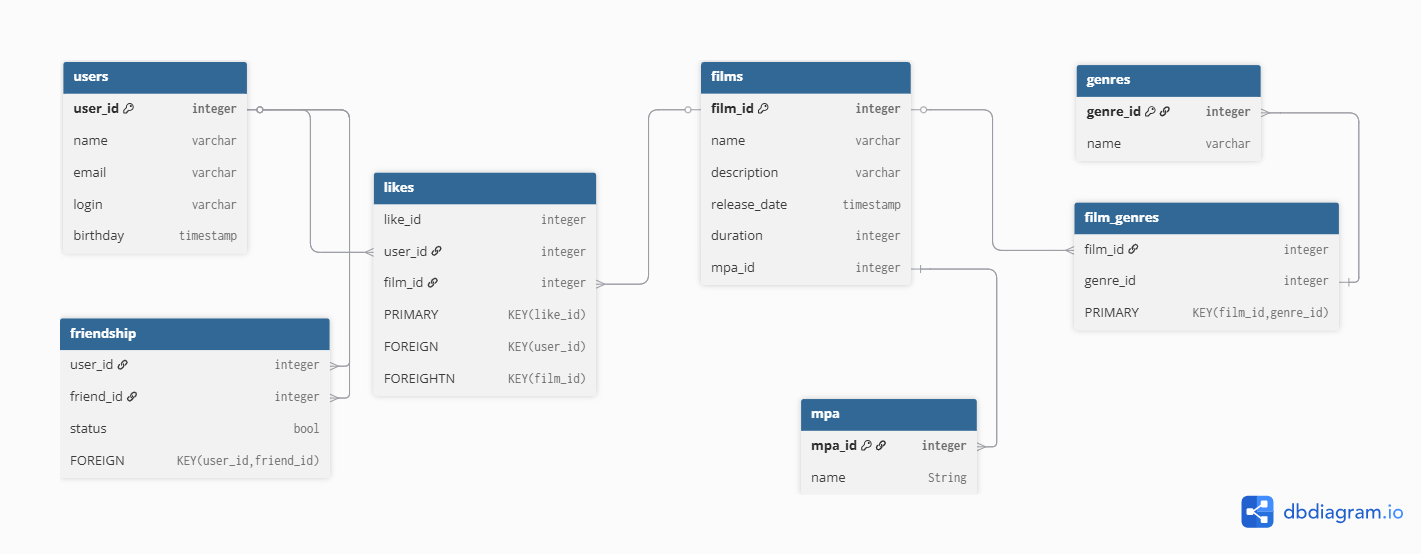 users
user_id integer
name varchar
email varchar
login varchar
birthday timestamp
friendship
user_id integer
friend_id integer
status bool
FOREIGN KEY(user_id,friend_id)
likes
like_id integer
user_id integer
film_id integer
PRIMARY KEY(like_id)
FOREIGN KEY(user_id)
FOREIGHTN KEY(film_id)
films
film_id integer
name varchar
description varchar
release_date timestamp
duration integer
mpa_id integer
mpa
mpa_id integer
name String
genres
genre_id integer
name varchar
film_genres
film_id integer
genre_id integer
PRIMARY KEY(film_id,genre_id)
dbdiagram.io